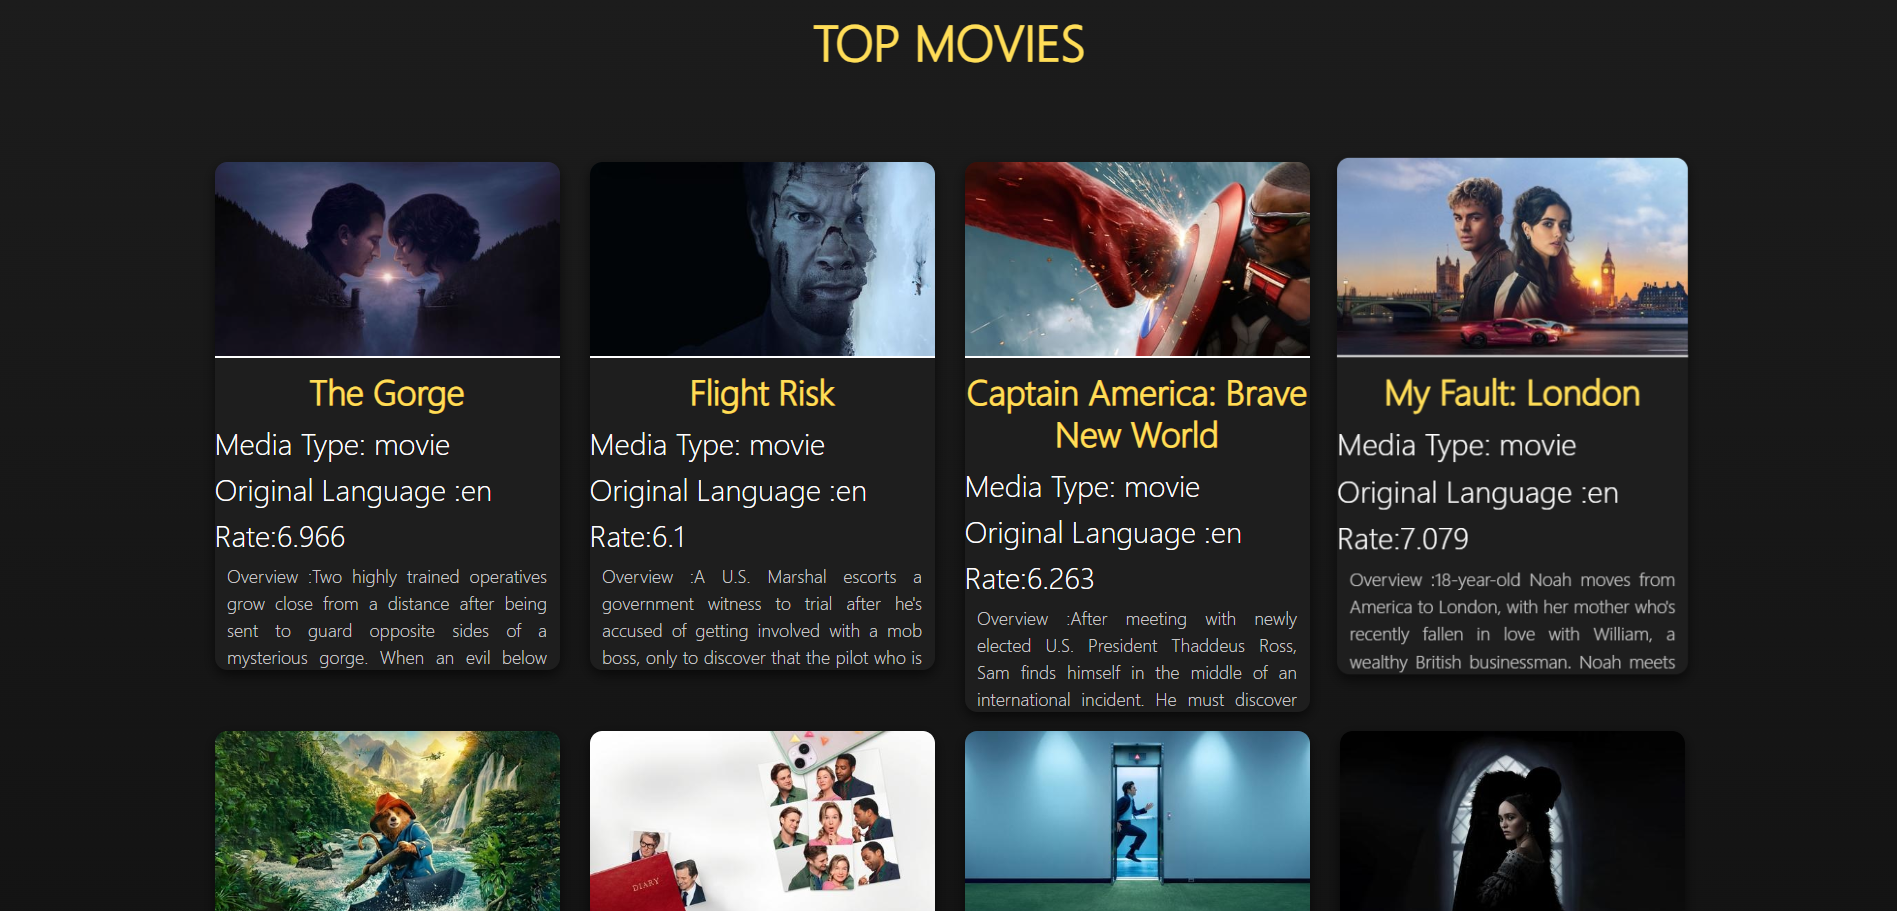 TOP MOVIES
The Gorge
Media Type: movie
Original Language :en
Rate:6.966
Overview :Two highly trained operatives
grow close from a distance after being
sent to guard opposite sides of a
mysterious gorge. When an evil below
Flight Risk
Media Type: movie
Original Language :en
Rate:6.1
Overview :A U.S. Marshal escorts a
government witness to trial after he's
accused of getting involved with a mob
boss, only to discover that the pilot who is
Captain America: Brave
New World
Media Type: movie
Original Language :en
Rate:6.263
Overview :After meeting with newly
elected U.S. President Thaddeus Ross,
Sam finds himself in the middle of an
international incident. He must discover
My Fault: London
Media Type: movie
Original Language :en
Rate:7.079
Overview :18-year-old Noah moves from
America to London, with her mother who's
recently fallen in love with William, a
wealthy British businessman. Noah meets
DIARY